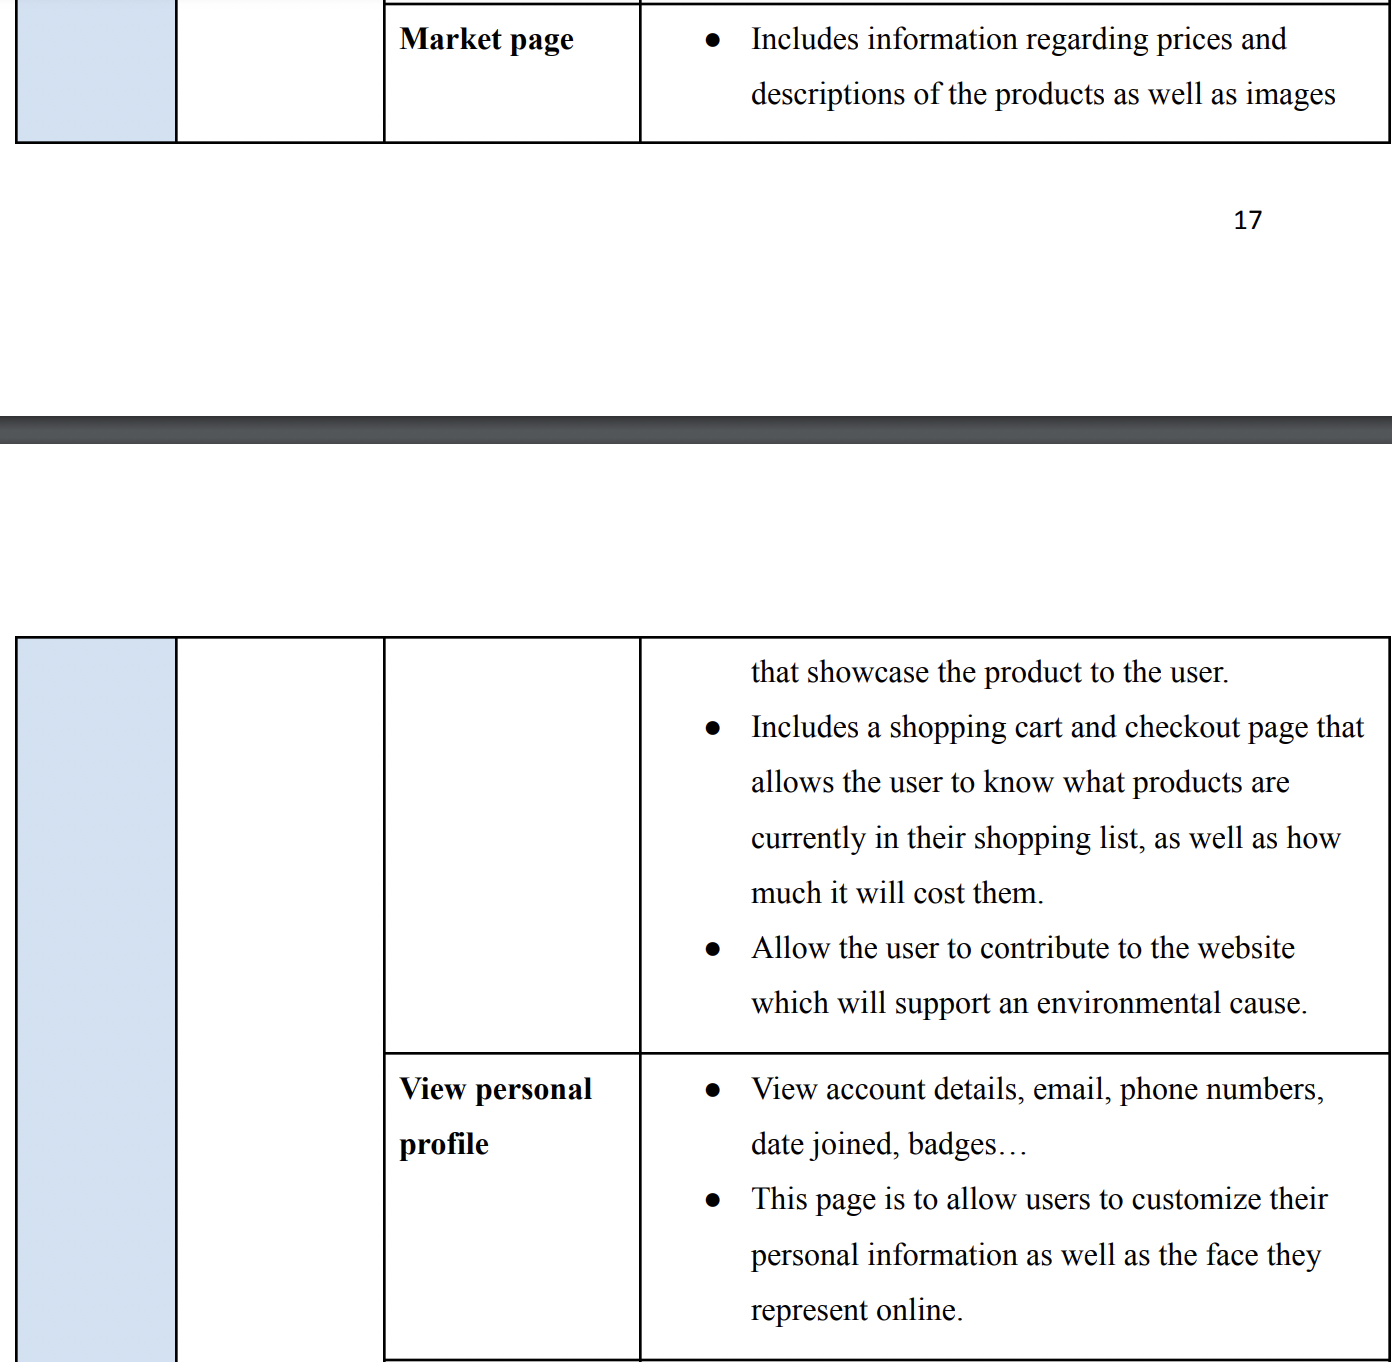 Market page
● Includes information regarding prices and
descriptions of the products as well as images
17
that showcase the product to the user.
● Includes a shopping cart and checkout page that
allows the user to know what products are
currently in their shopping list, as well as how
much it will cost them.
● Allow the user to contribute to the website
which will support an environmental cause.
View personal
profile
● View account details, email, phone numbers,
date joined, badges…
● This page is to allow users to customize their
personal information as well as the face they
represent online.